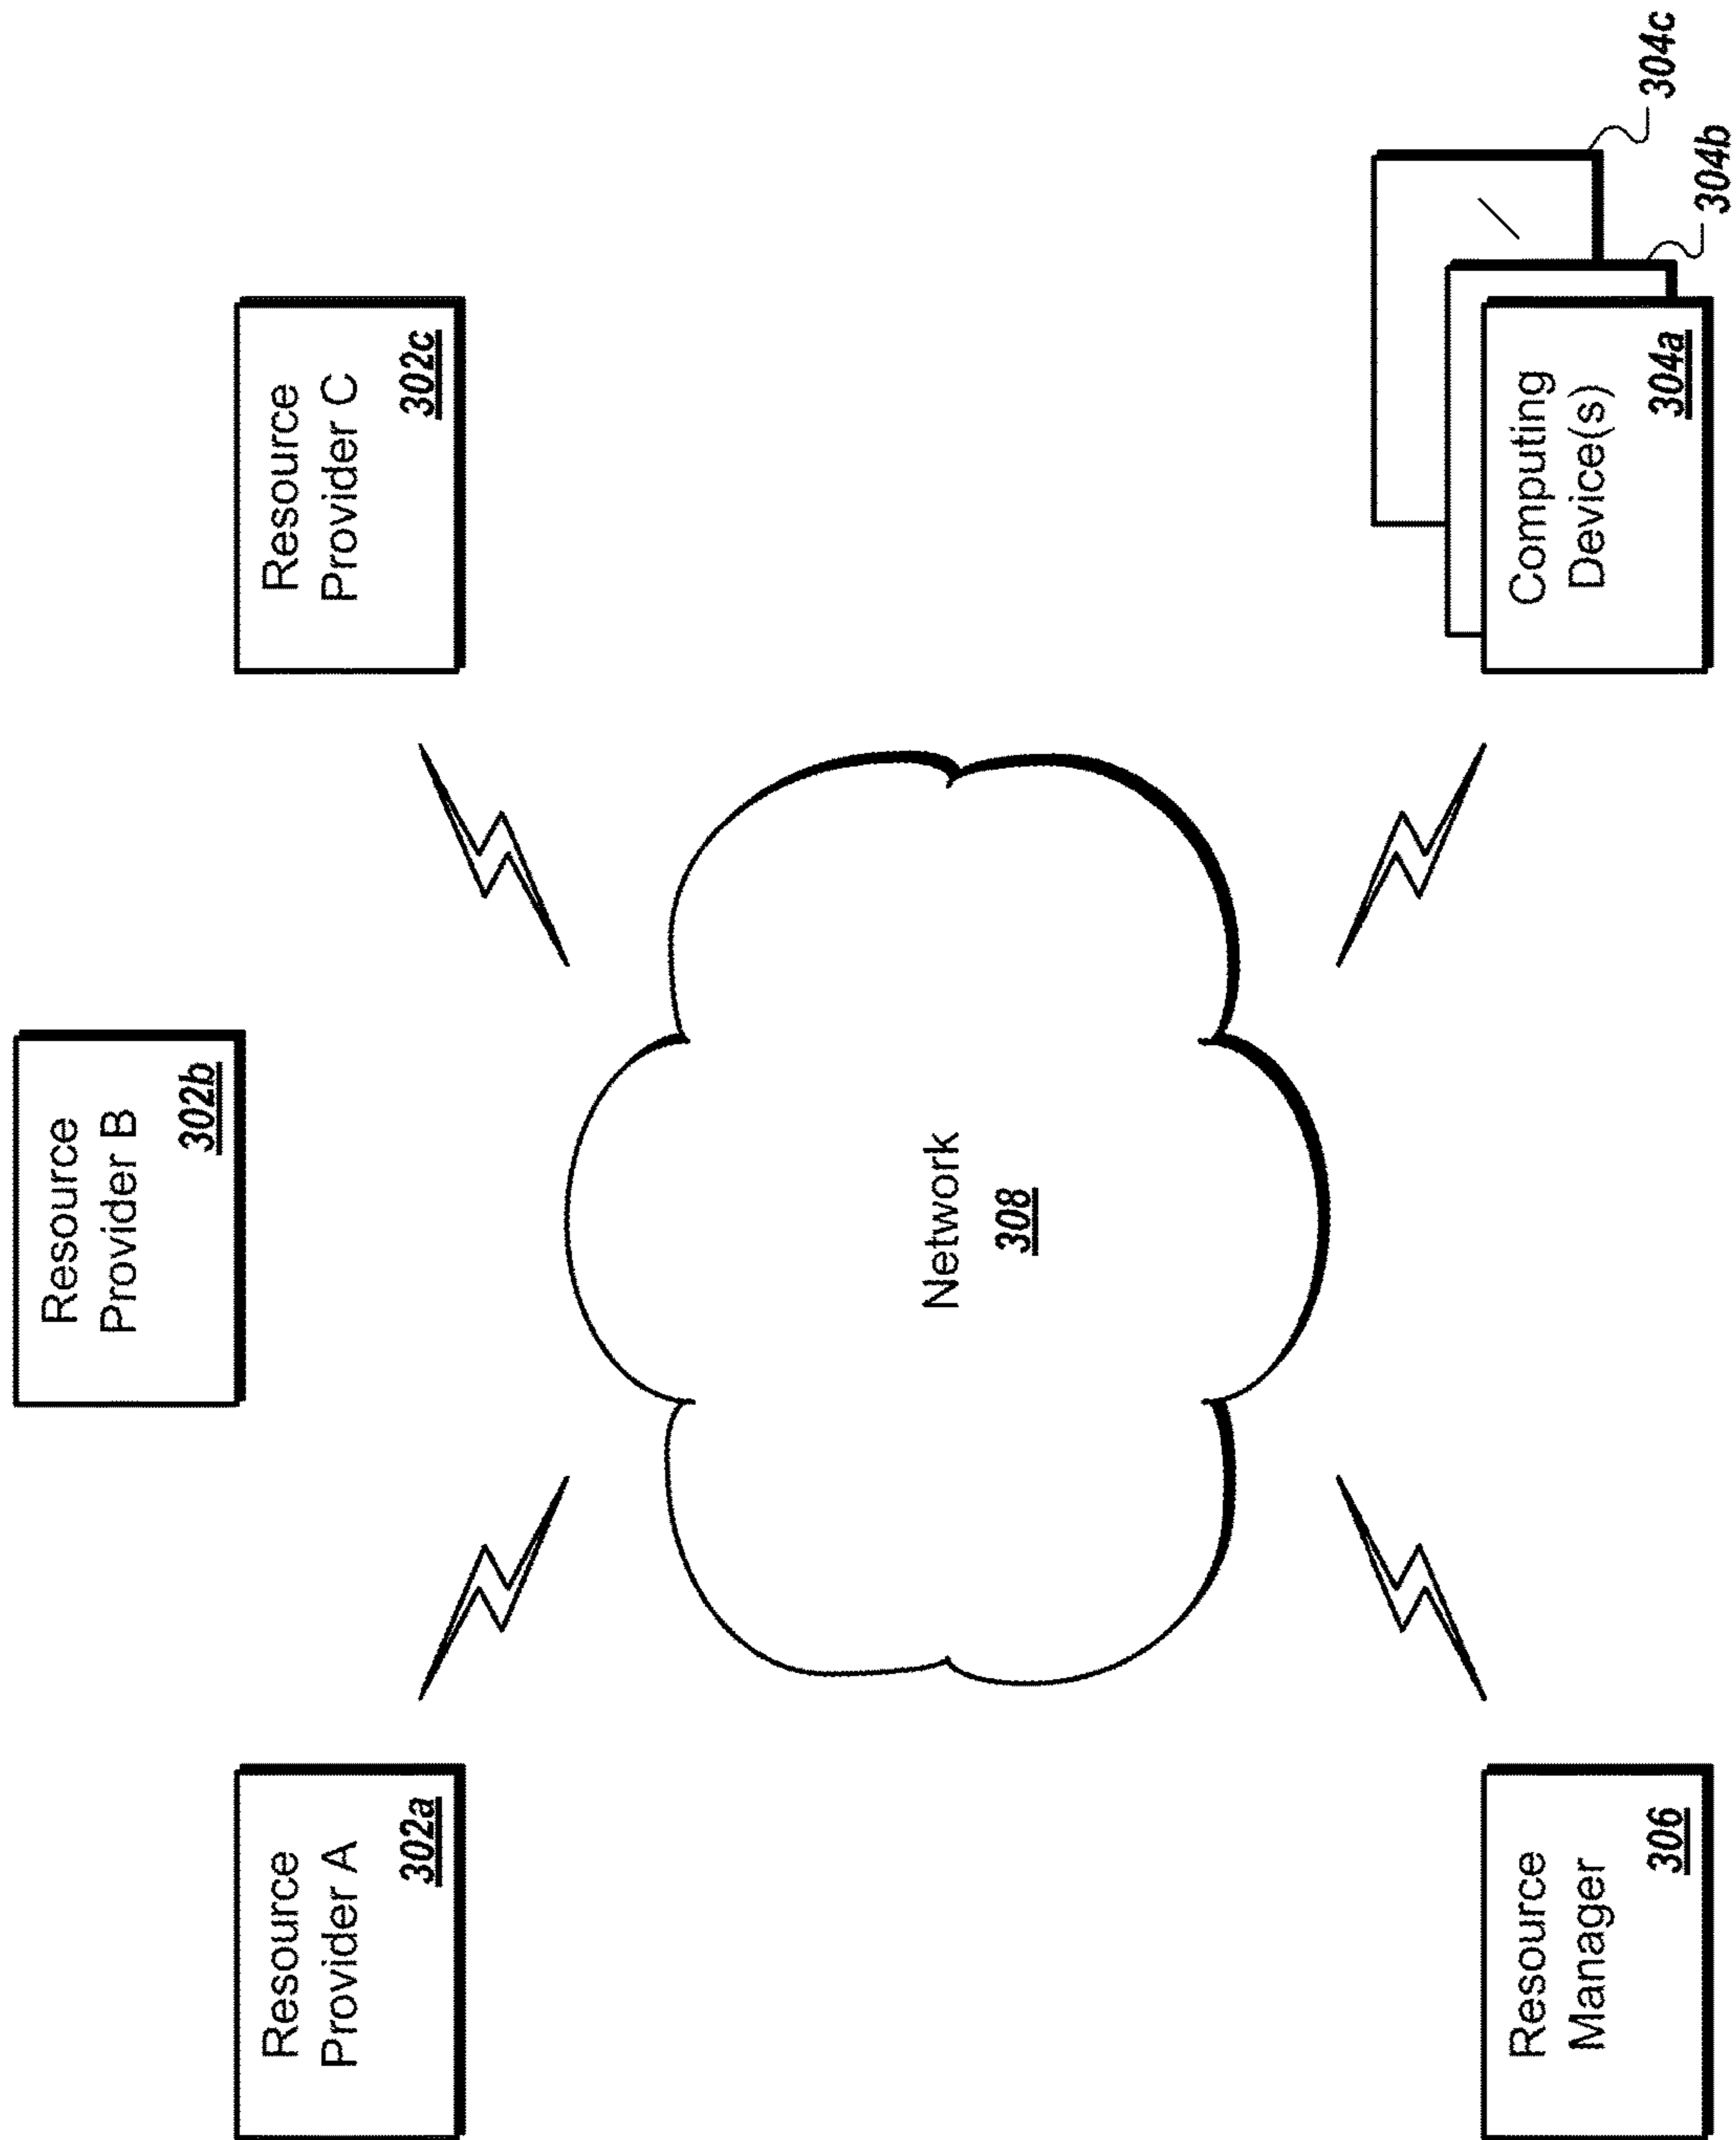 Resource
Provider B
302b
Resource
Provider A
302a
Resource
Provider C
302c
Network
308
Resource
Manager
306
Computing
Device(s)
304a
304b
304c